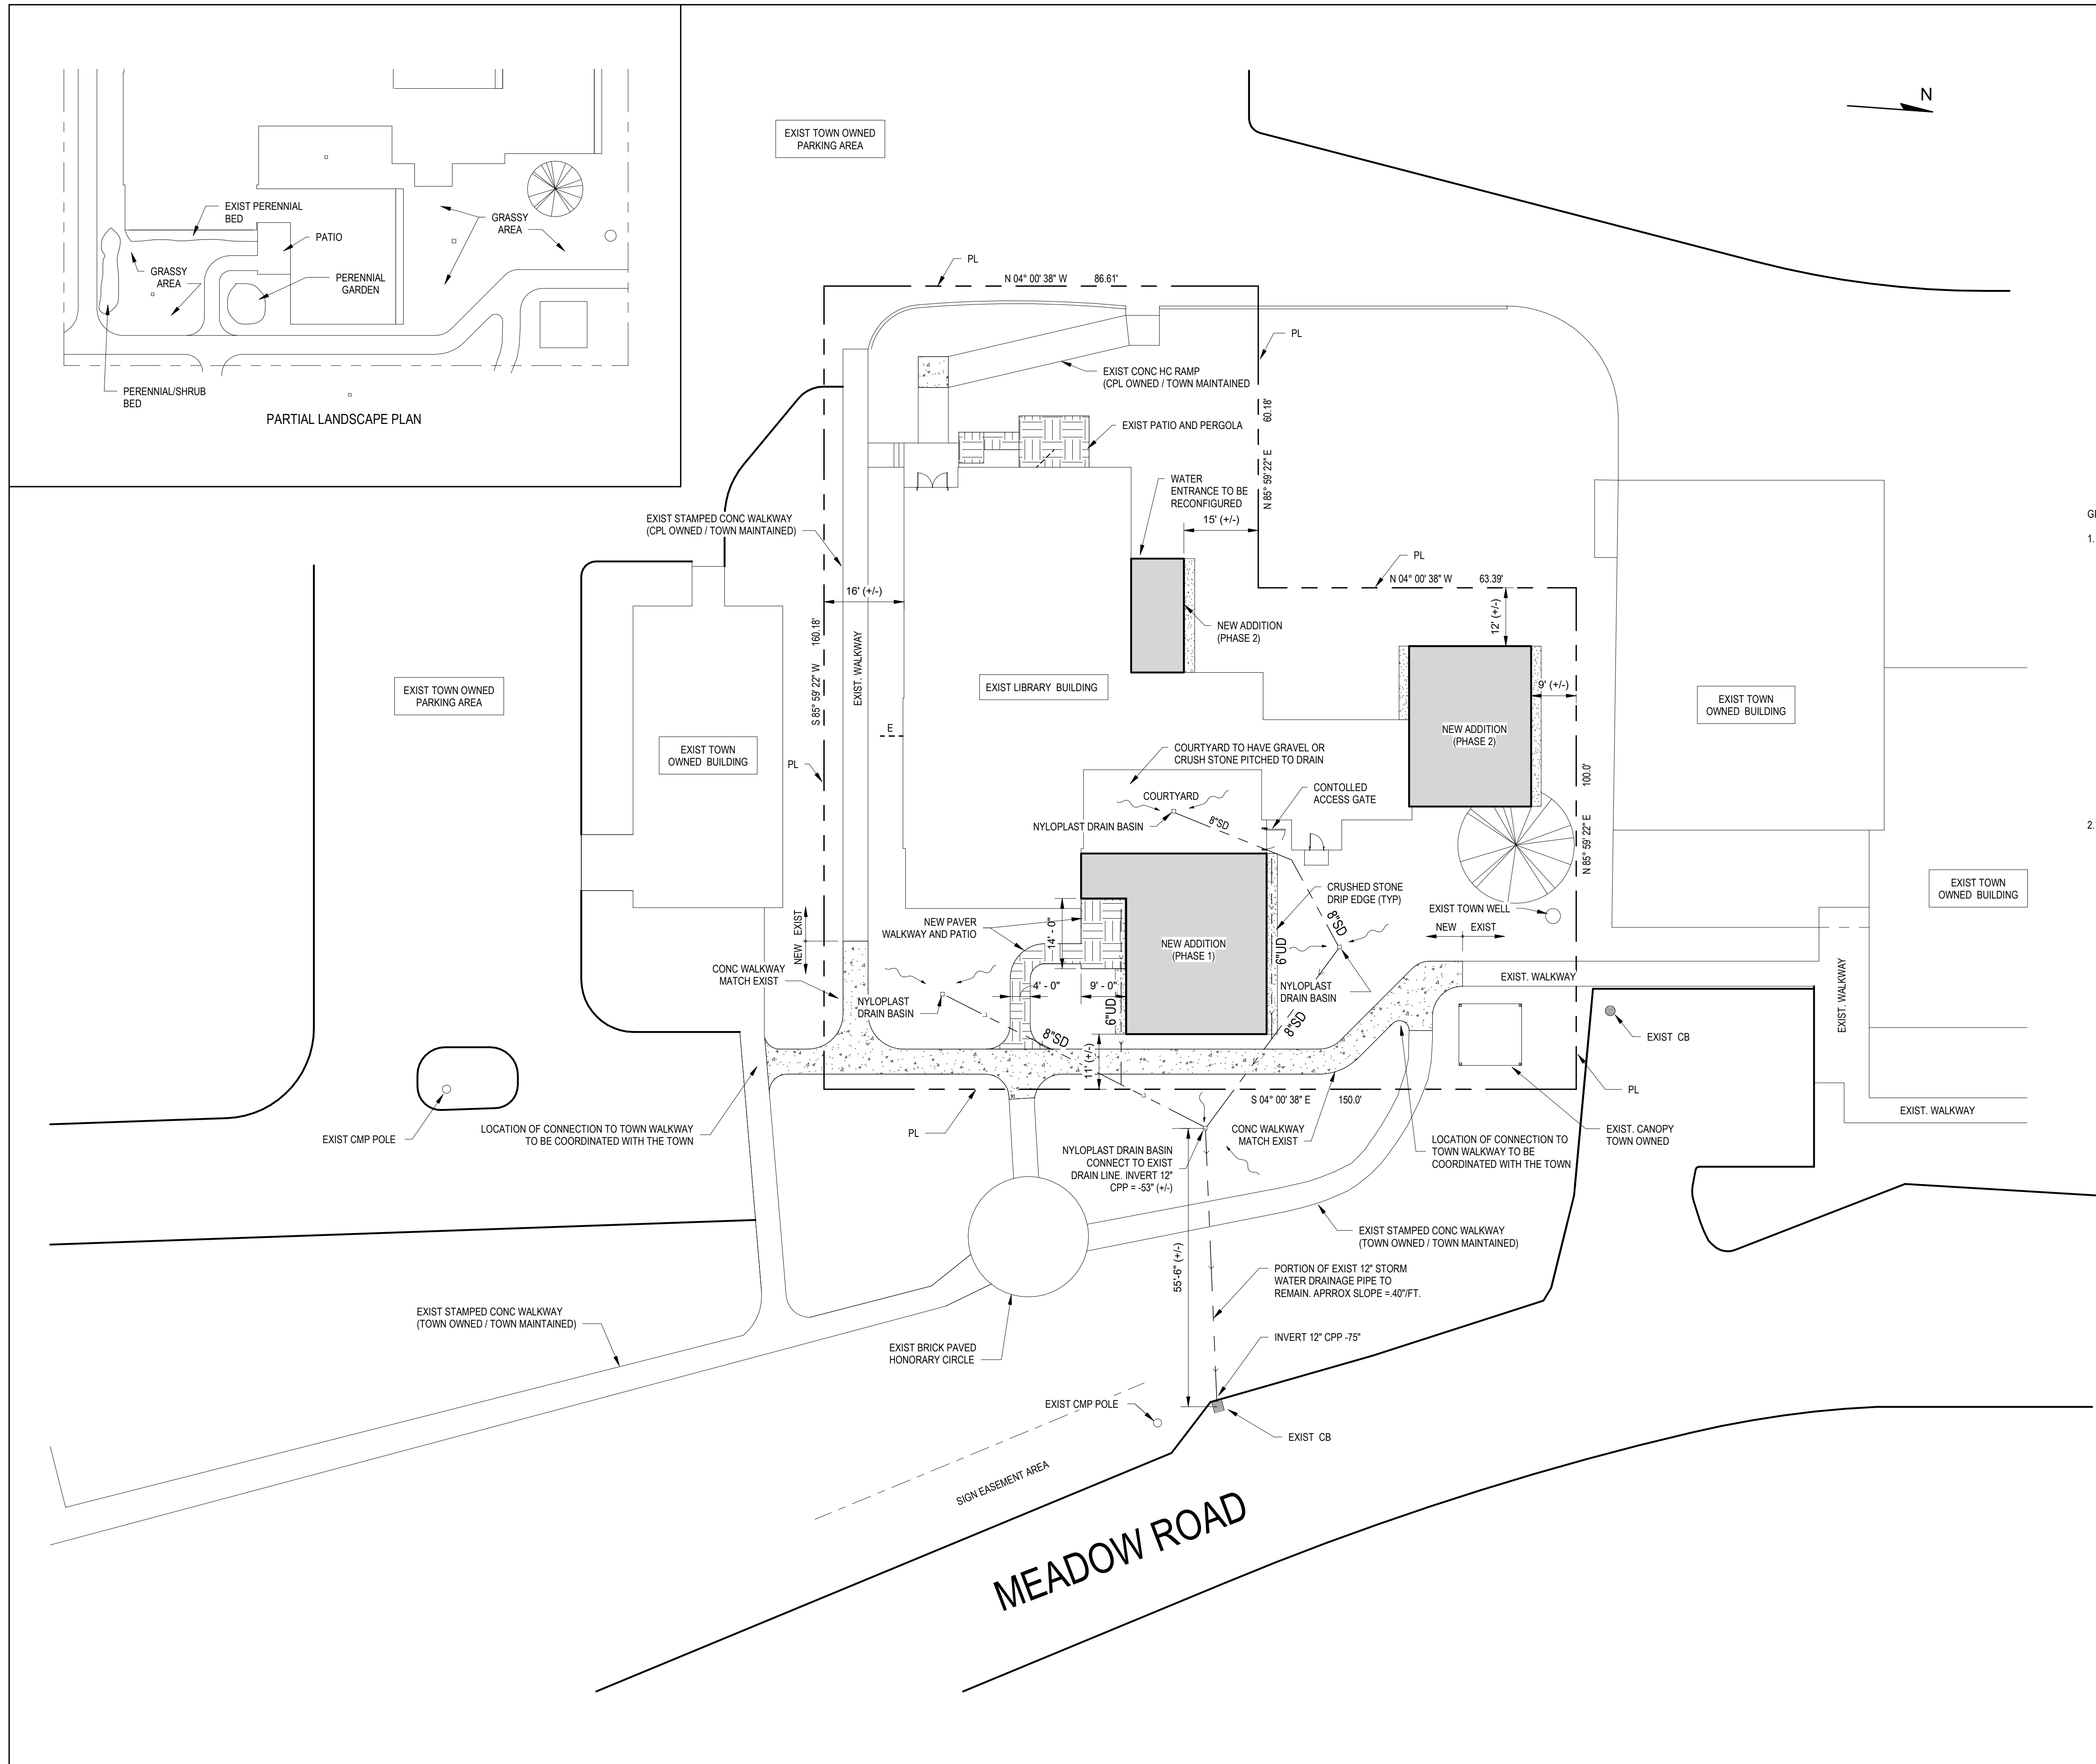 EXIST PERENNIAL
BED
PATIO
GRASSY
AREA
GRASSY
AREA
PERENNIAL
GARDEN
PERENNIAL/SHRUB
BED
PARTIAL LANDSCAPE PLAN
EXIST TOWN OWNED
PARKING AREA
N
PL
N 04° 00' 38" W 86.61'
PL
EXIST CONC HC RAMP
(CPL OWNED / TOWN MAINTAINED
N 85° 59' 22" E 60.18'
EXIST PATIO AND PERGOLA
WATER
ENTRANCE TO BE
RECONFIGURED
15' (+/-)
EXIST STAMPED CONC WALKWAY
(CPL OWNED / TOWN MAINTAINED)
GE
1.
PL
N 04° 00' 38" W 63.39'
16' (+/-)
12' (+/-)
S 85° 59' 22" W 160.18'
EXIST. WALKWAY
NEW ADDITION
(PHASE 2)
EXIST LIBRARY BUILDING
EXIST TOWN OWNED
PARKING AREA
9' (+/-)
EXIST TOWN
OWNED BUILDING
NEW ADDITION
(PHASE 2)
E
EXIST TOWN
OWNED BUILDING
PL
COURTYARD TO HAVE GRAVEL OR
CRUSH STONE PITCHED TO DRAIN
COURTYARD
CONTOLLED
ACCESS GATE
N 85° 59' 22" E 100.0'
NYLOPLAST DRAIN BASIN
8"SD
2.
EXIST TOWN
OWNED BUILDING
CRUSHED STONE
DRIP EDGE (TYP)
EXIST TOWN WELL
NEW EXIST
NEW PAVER
WALKWAY AND PATIO
14' - 0"
NEW ADDITION
(PHASE 1)
6"UD
8"SD
NEW EXIST
CONC WALKWAY
MATCH EXIST
NYLOPLAST
DRAIN BASIN
4' - 0"
9' - 0"
6"UD
NYLOPLAST
DRAIN BASIN
EXIST. WALKWAY
EXIST. WALKWAY
8"SD
8"SD
EXIST CB
11' (+/-)
PL
S 04° 00' 38" E 150.0'
EXIST. WALKWAY
EXIST CMP POLE
LOCATION OF CONNECTION TO TOWN WALKWAY
TO BE COORDINATED WITH THE TOWN
PL
CONC WALKWAY
MATCH EXIST
EXIST. CANOPY
TOWN OWNED
LOCATION OF CONNECTION TO
TOWN WALKWAY TO BE
COORDINATED WITH THE TOWN
NYLOPLAST DRAIN BASIN
CONNECT TO EXIST
DRAIN LINE. INVERT 12"
CPP = -53" (+/-)
EXIST STAMPED CONC WALKWAY
(TOWN OWNED / TOWN MAINTAINED)
55'-6" (+/-)
PORTION OF EXIST 12" STORM
WATER DRAINAGE PIPE TO
REMAIN. APRROX SLOPE =.40"/FT.
EXIST STAMPED CONC WALKWAY
(TOWN OWNED / TOWN MAINTAINED)
INVERT 12" CPP -75"
EXIST BRICK PAVED
HONORARY CIRCLE
EXIST CMP POLE
EXIST CB
SIGN EASEMENT AREA
MEADOW ROAD